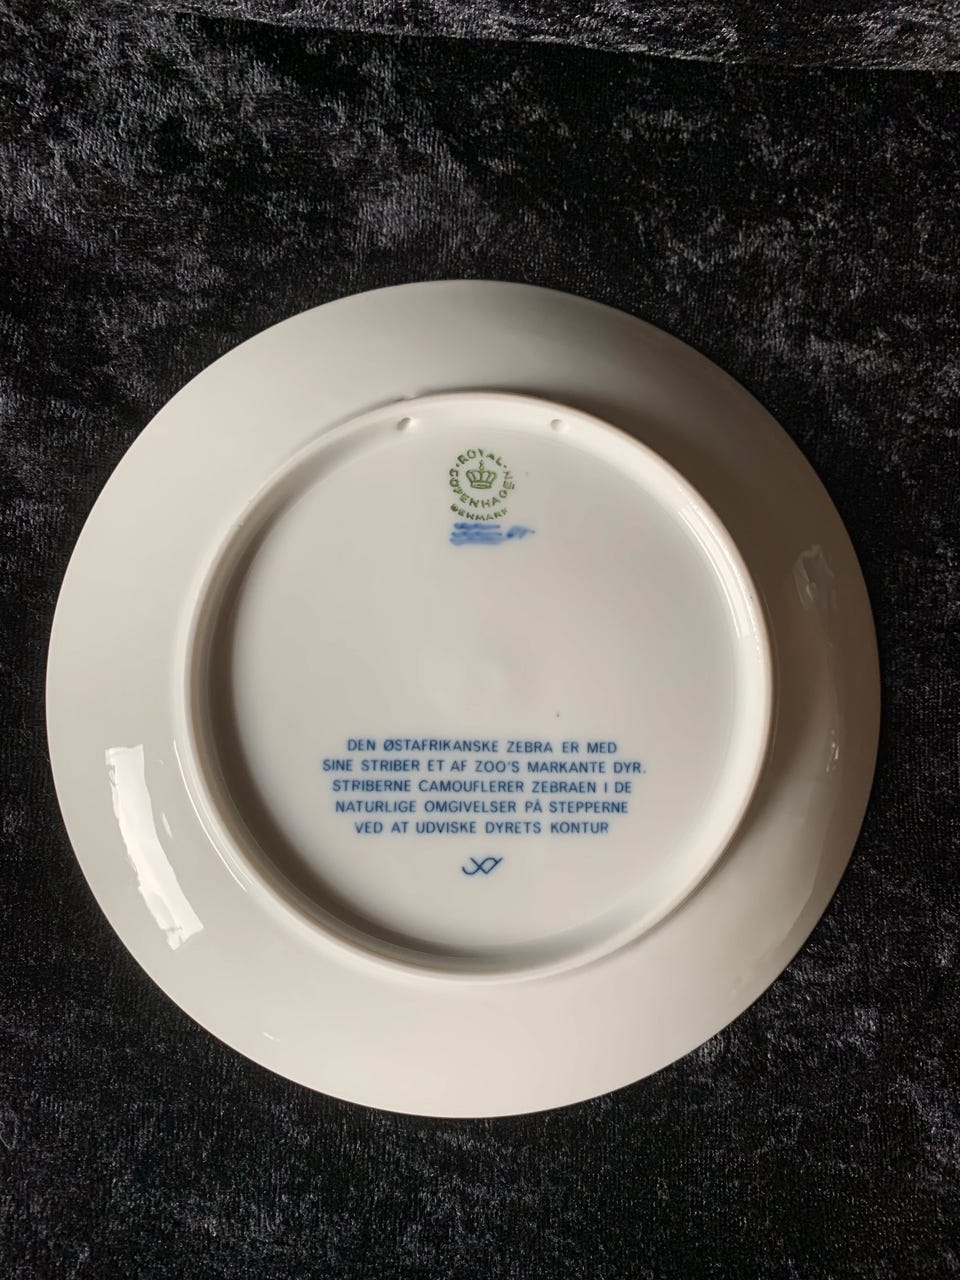 ROYAL
COPENHAGEN
DENMARK
DEN ØSTAFRIKANSKE ZEBRA ER MED
SINE STRIBER ET AF ZOO'S MARKANTE DYR.
STRIBERNE CAMOUFLERER ZEBRAEN I DE
NATURLIGE OMGIVELSER PÅ STEPPERNE
VED AT UDVISKE DYRETS KONTUR